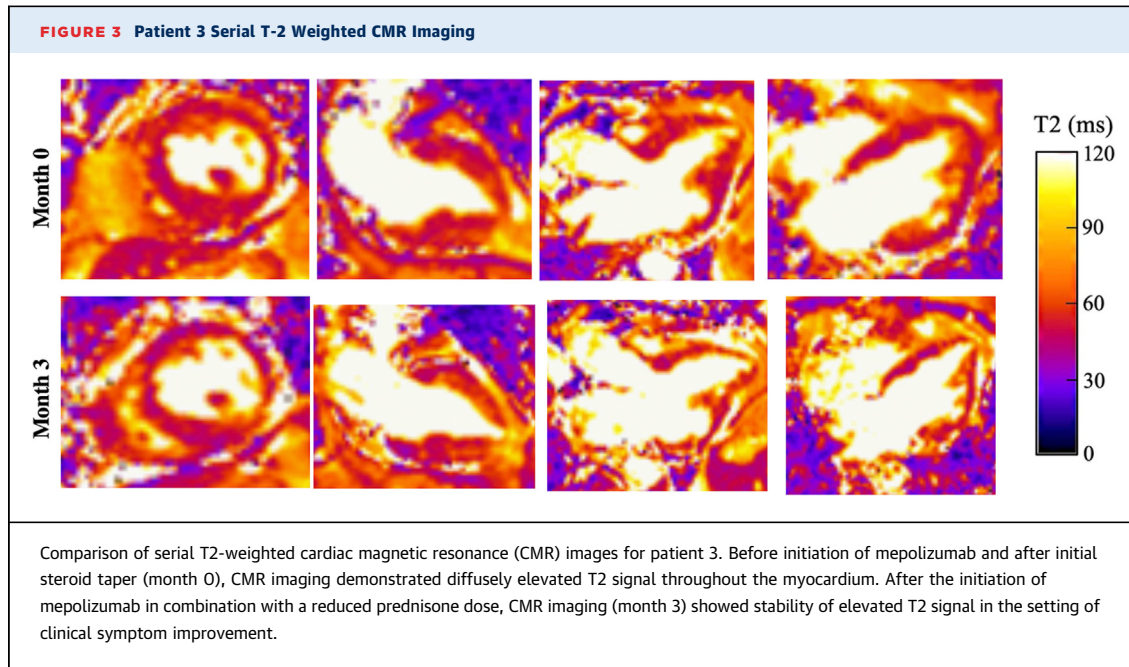 FIGURE 3 Patient 3 Serial T-2 Weighted CMR Imaging
Month 0
Month 3
T2 (ms)
120
90
60
30
0
Comparison of serial T2-weighted cardiac magnetic resonance (CMR) images for patient 3. Before initiation of mepolizumab and after initial
steroid taper (month 0), CMR imaging demonstrated diffusely elevated T2 signal throughout the myocardium. After the initiation of
mepolizumab in combination with a reduced prednisone dose, CMR imaging (month 3) showed stability of elevated T2 signal in the setting of
clinical symptom improvement.